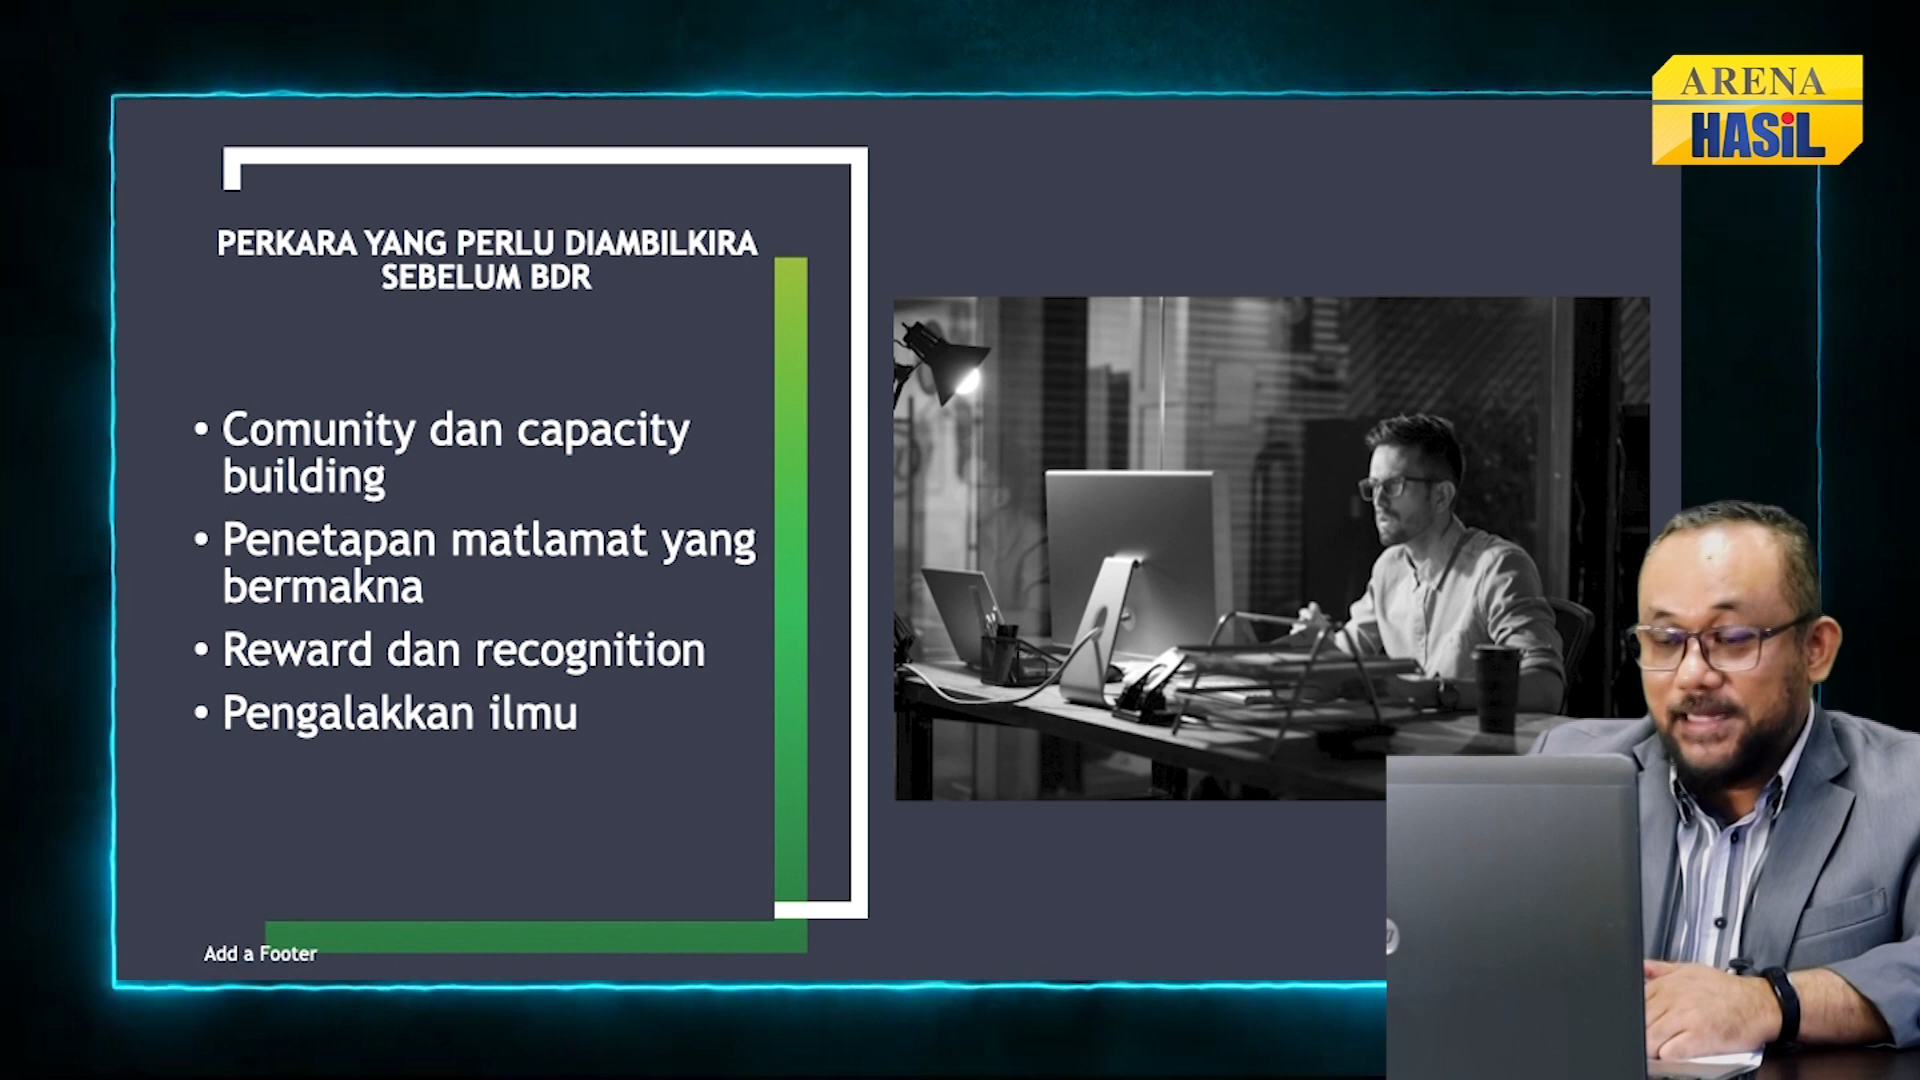 ARENA
HASiL
PERKARA YANG PERLU DIAMBILKIRA
SEBELUM BDR
• Comunity dan capacity
building
• Penetapan matlamat yang
bermakna
• Reward dan recognition
• Pengalakkan ilmu
Add a Footer